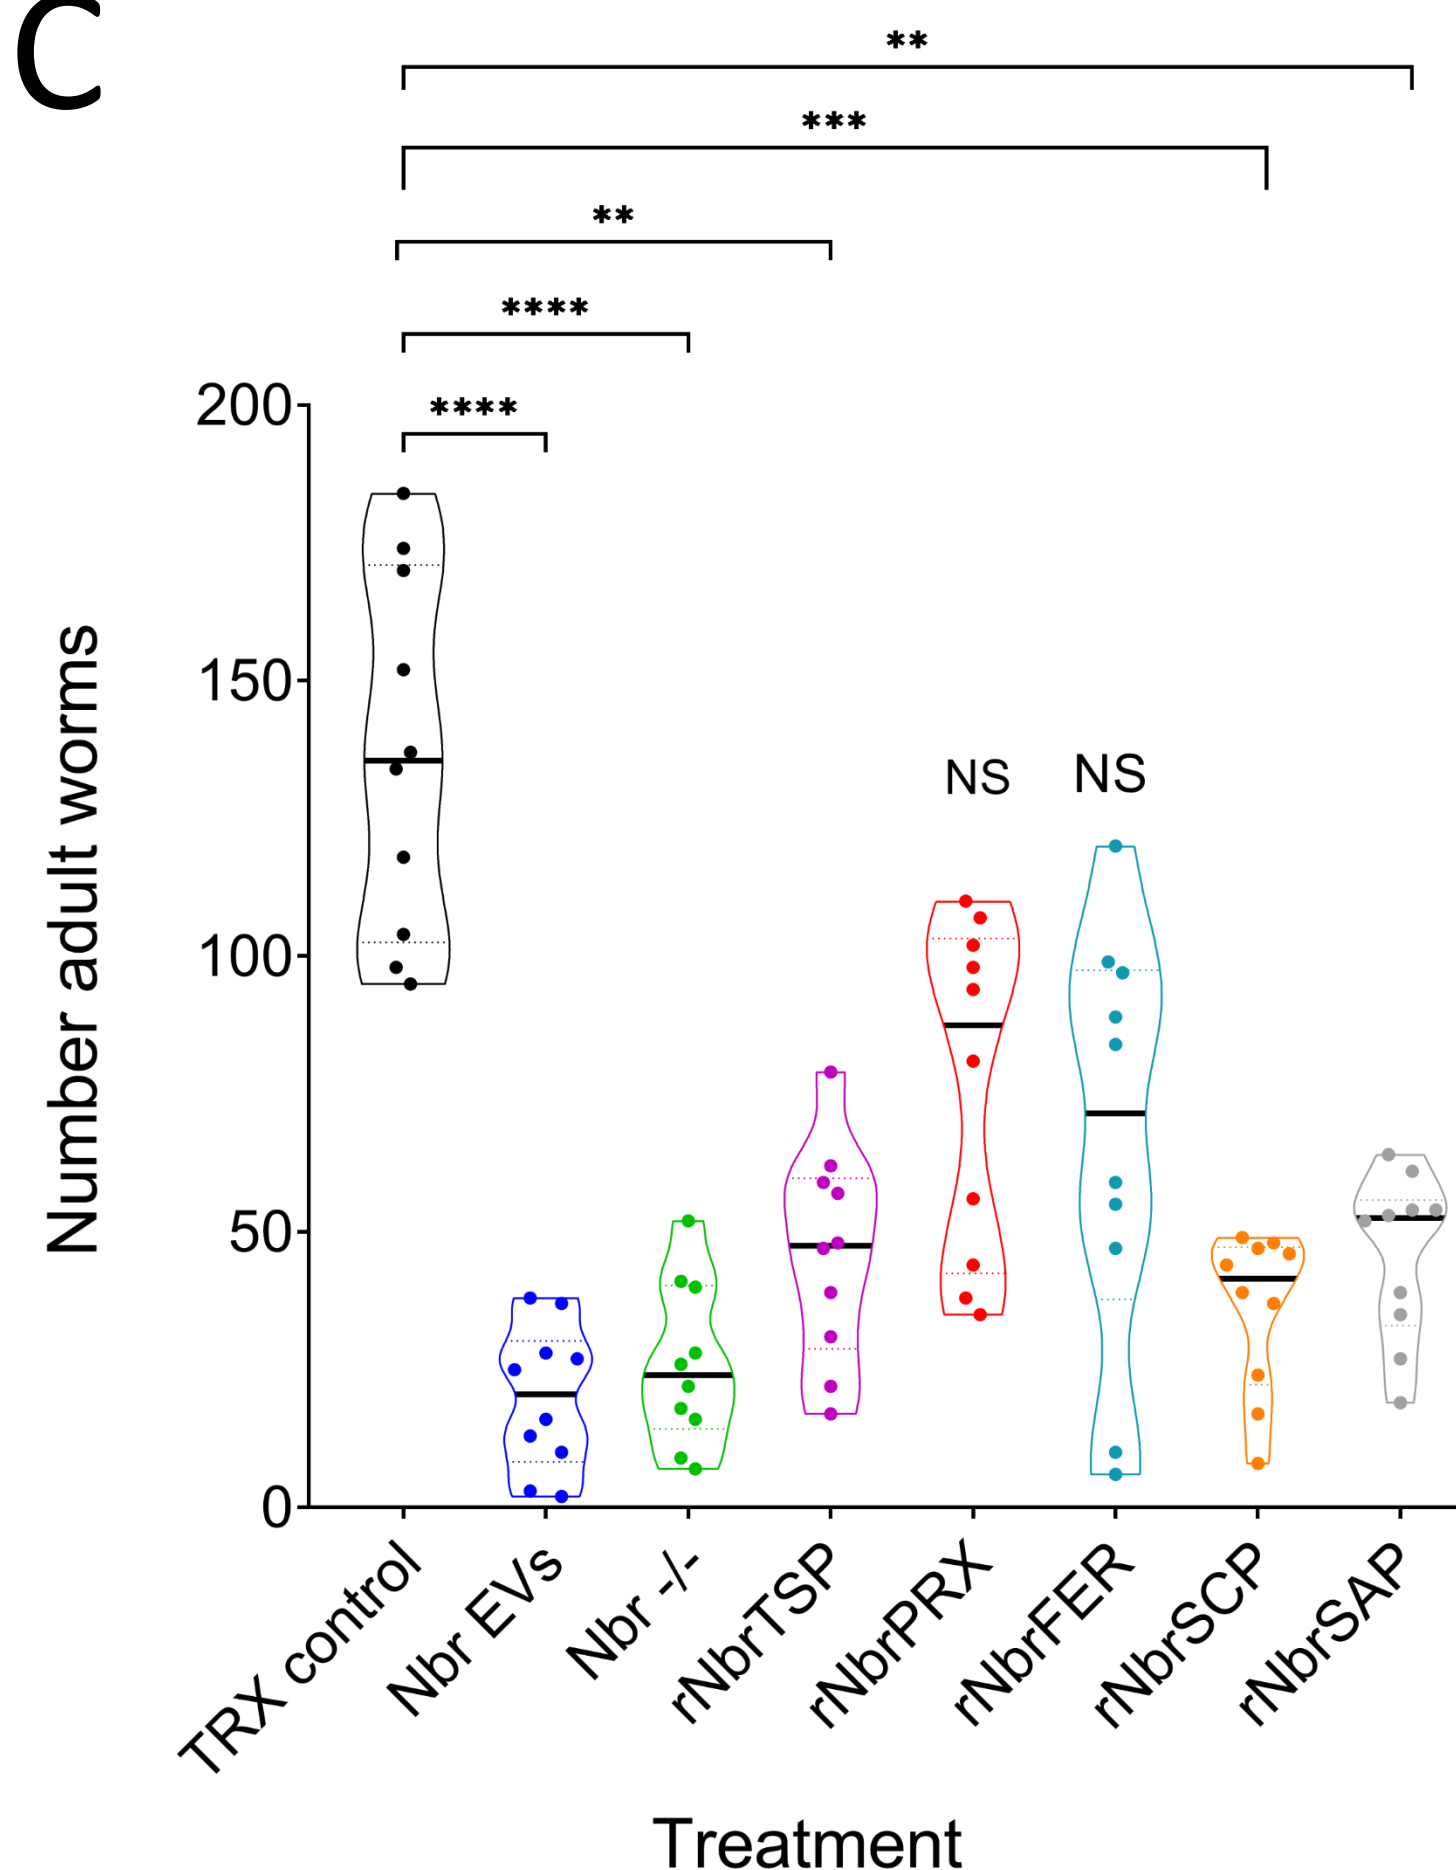 C
**
***
**
****
****
200
150
100
50
0
Number adult worms
NS
NS
TRX control
Nbr EVs
Nbr -/-
rNbrTSP
rNbrPRX
rNbrFER
rNbrSCP
rNbrSAP
Treatment